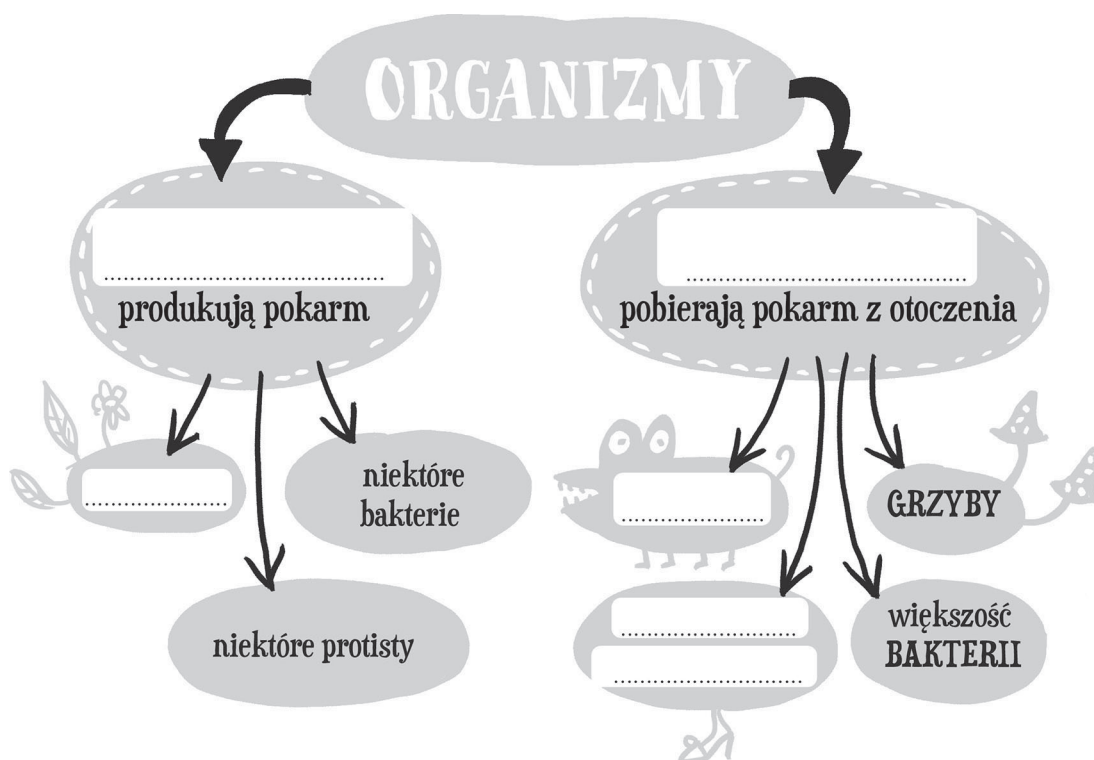 ORGANIZMY
produkują pokarm
pobierają pokarm z otoczenia
niektóre
bakterie
GRZYBY
niektóre protisty
większość
BAKTERII